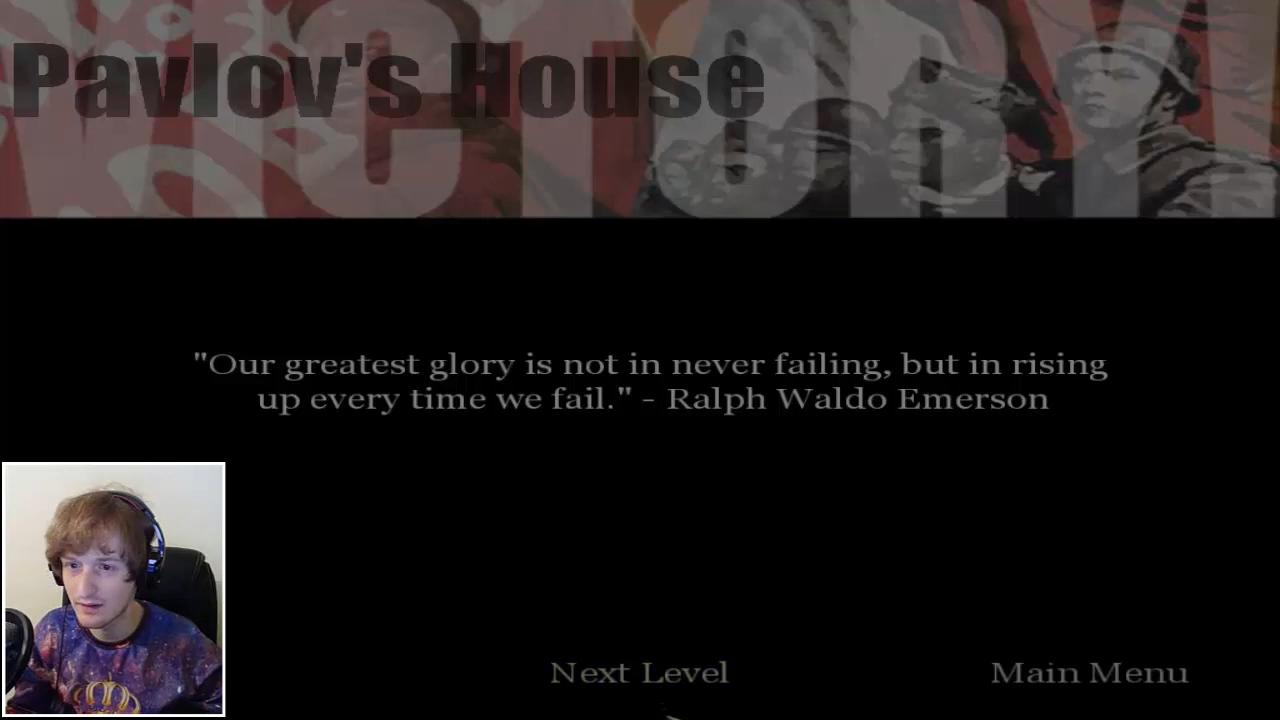 VICTORY
Pavlov's House
"Our greatest glory is not in never failing, but in rising
up every time we fail." - Ralph Waldo Emerson
Next Level
Main Menu